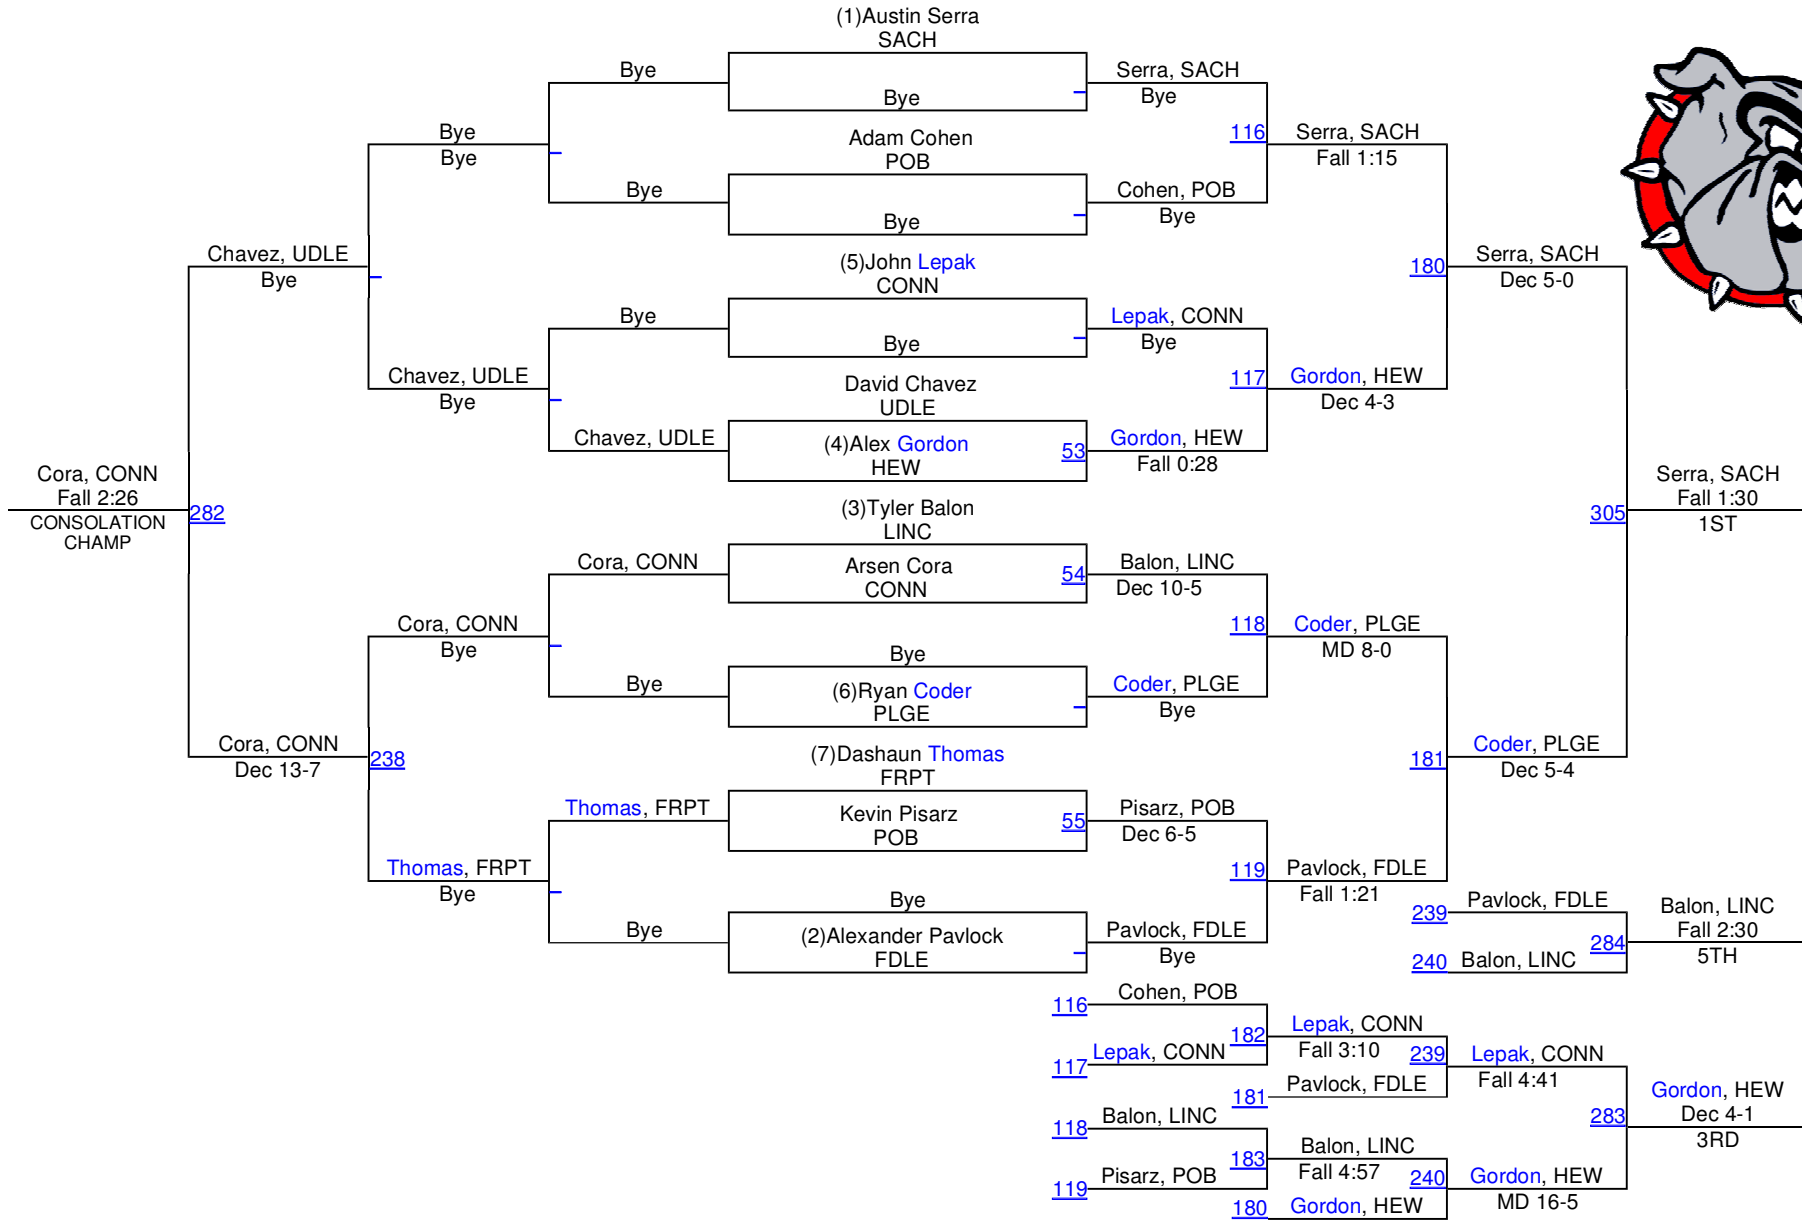 (1)Austin Serra
SACH
Bye
Serra, SACH
Bye
Bye
Bye
Bye
116
Serra, SACH
Fall 1:15
Adam Cohen
POB
Bye
Cohen, POB
Bye
Bye
Chavez, UDLE
Bye
(5)John Lepak
CONN
180
Serra, SACH
Dec 5-0
Bye
Lepak, CONN
Bye
Bye
Chavez, UDLE
Bye
117
Gordon, HEW
Dec 4-3
David Chavez
UDLE
Chavez, UDLE
(4)Alex Gordon
HEW
53
Gordon, HEW
Fall 0:28
Cora, CONN
Fall 2:26
CONSOLATION
CHAMP
282
305
Serra, SACH
Fall 1:30
1ST
(3)Tyler Balon
LINC
Cora, CONN
Arsen Cora
CONN
54
Balon, LINC
Dec 10-5
Cora, CONN
Bye
118
Coder, PLGE
MD 8-0
Bye
Bye
(6)Ryan Coder
PLGE
Coder, PLGE
Bye
Cora, CONN
Dec 13-7
238
(7)Dashaun Thomas
FRPT
181
Coder, PLGE
Dec 5-4
Thomas, FRPT
Kevin Pisarz
POB
55
Pisarz, POB
Dec 6-5
Thomas, FRPT
Bye
119
Pavlock, FDLE
Fall 1:21
Bye
Bye
(2)Alexander Pavlock
FDLE
Pavlock, FDLE
Bye
239
Pavlock, FDLE
240
Balon, LINC
284
Balon, LINC
Fall 2:30
5TH
116
Cohen, POB
117
Lepak, CONN
182
Lepak, CONN
Fall 3:10
181
Pavlock, FDLE
239
Lepak, CONN
Fall 4:41
118
Balon, LINC
119
Pisarz, POB
183
Balon, LINC
Fall 4:57
180
Gordon, HEW
240
Gordon, HEW
MD 16-5
283
Gordon, HEW
Dec 4-1
3RD